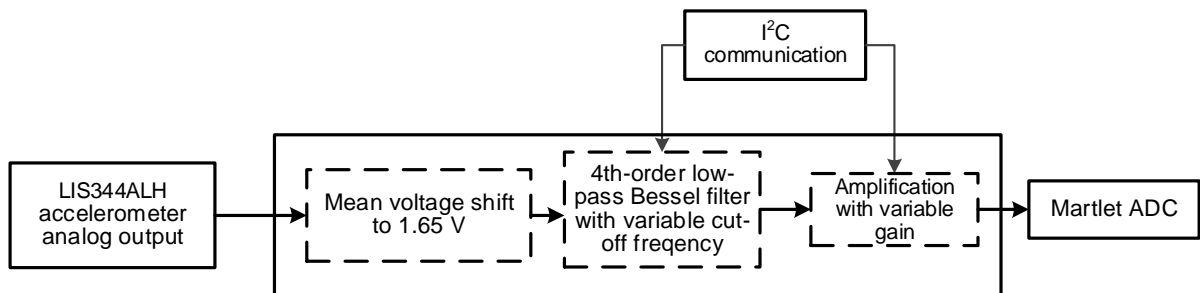 I²C
communication
LIS344ALH
accelerometer
analog output
Mean voltage shift
to 1.65 V
4th-order low-
pass Bessel filter
with variable cut-
off freqency
Amplification
with variable
gain
Martlet ADC